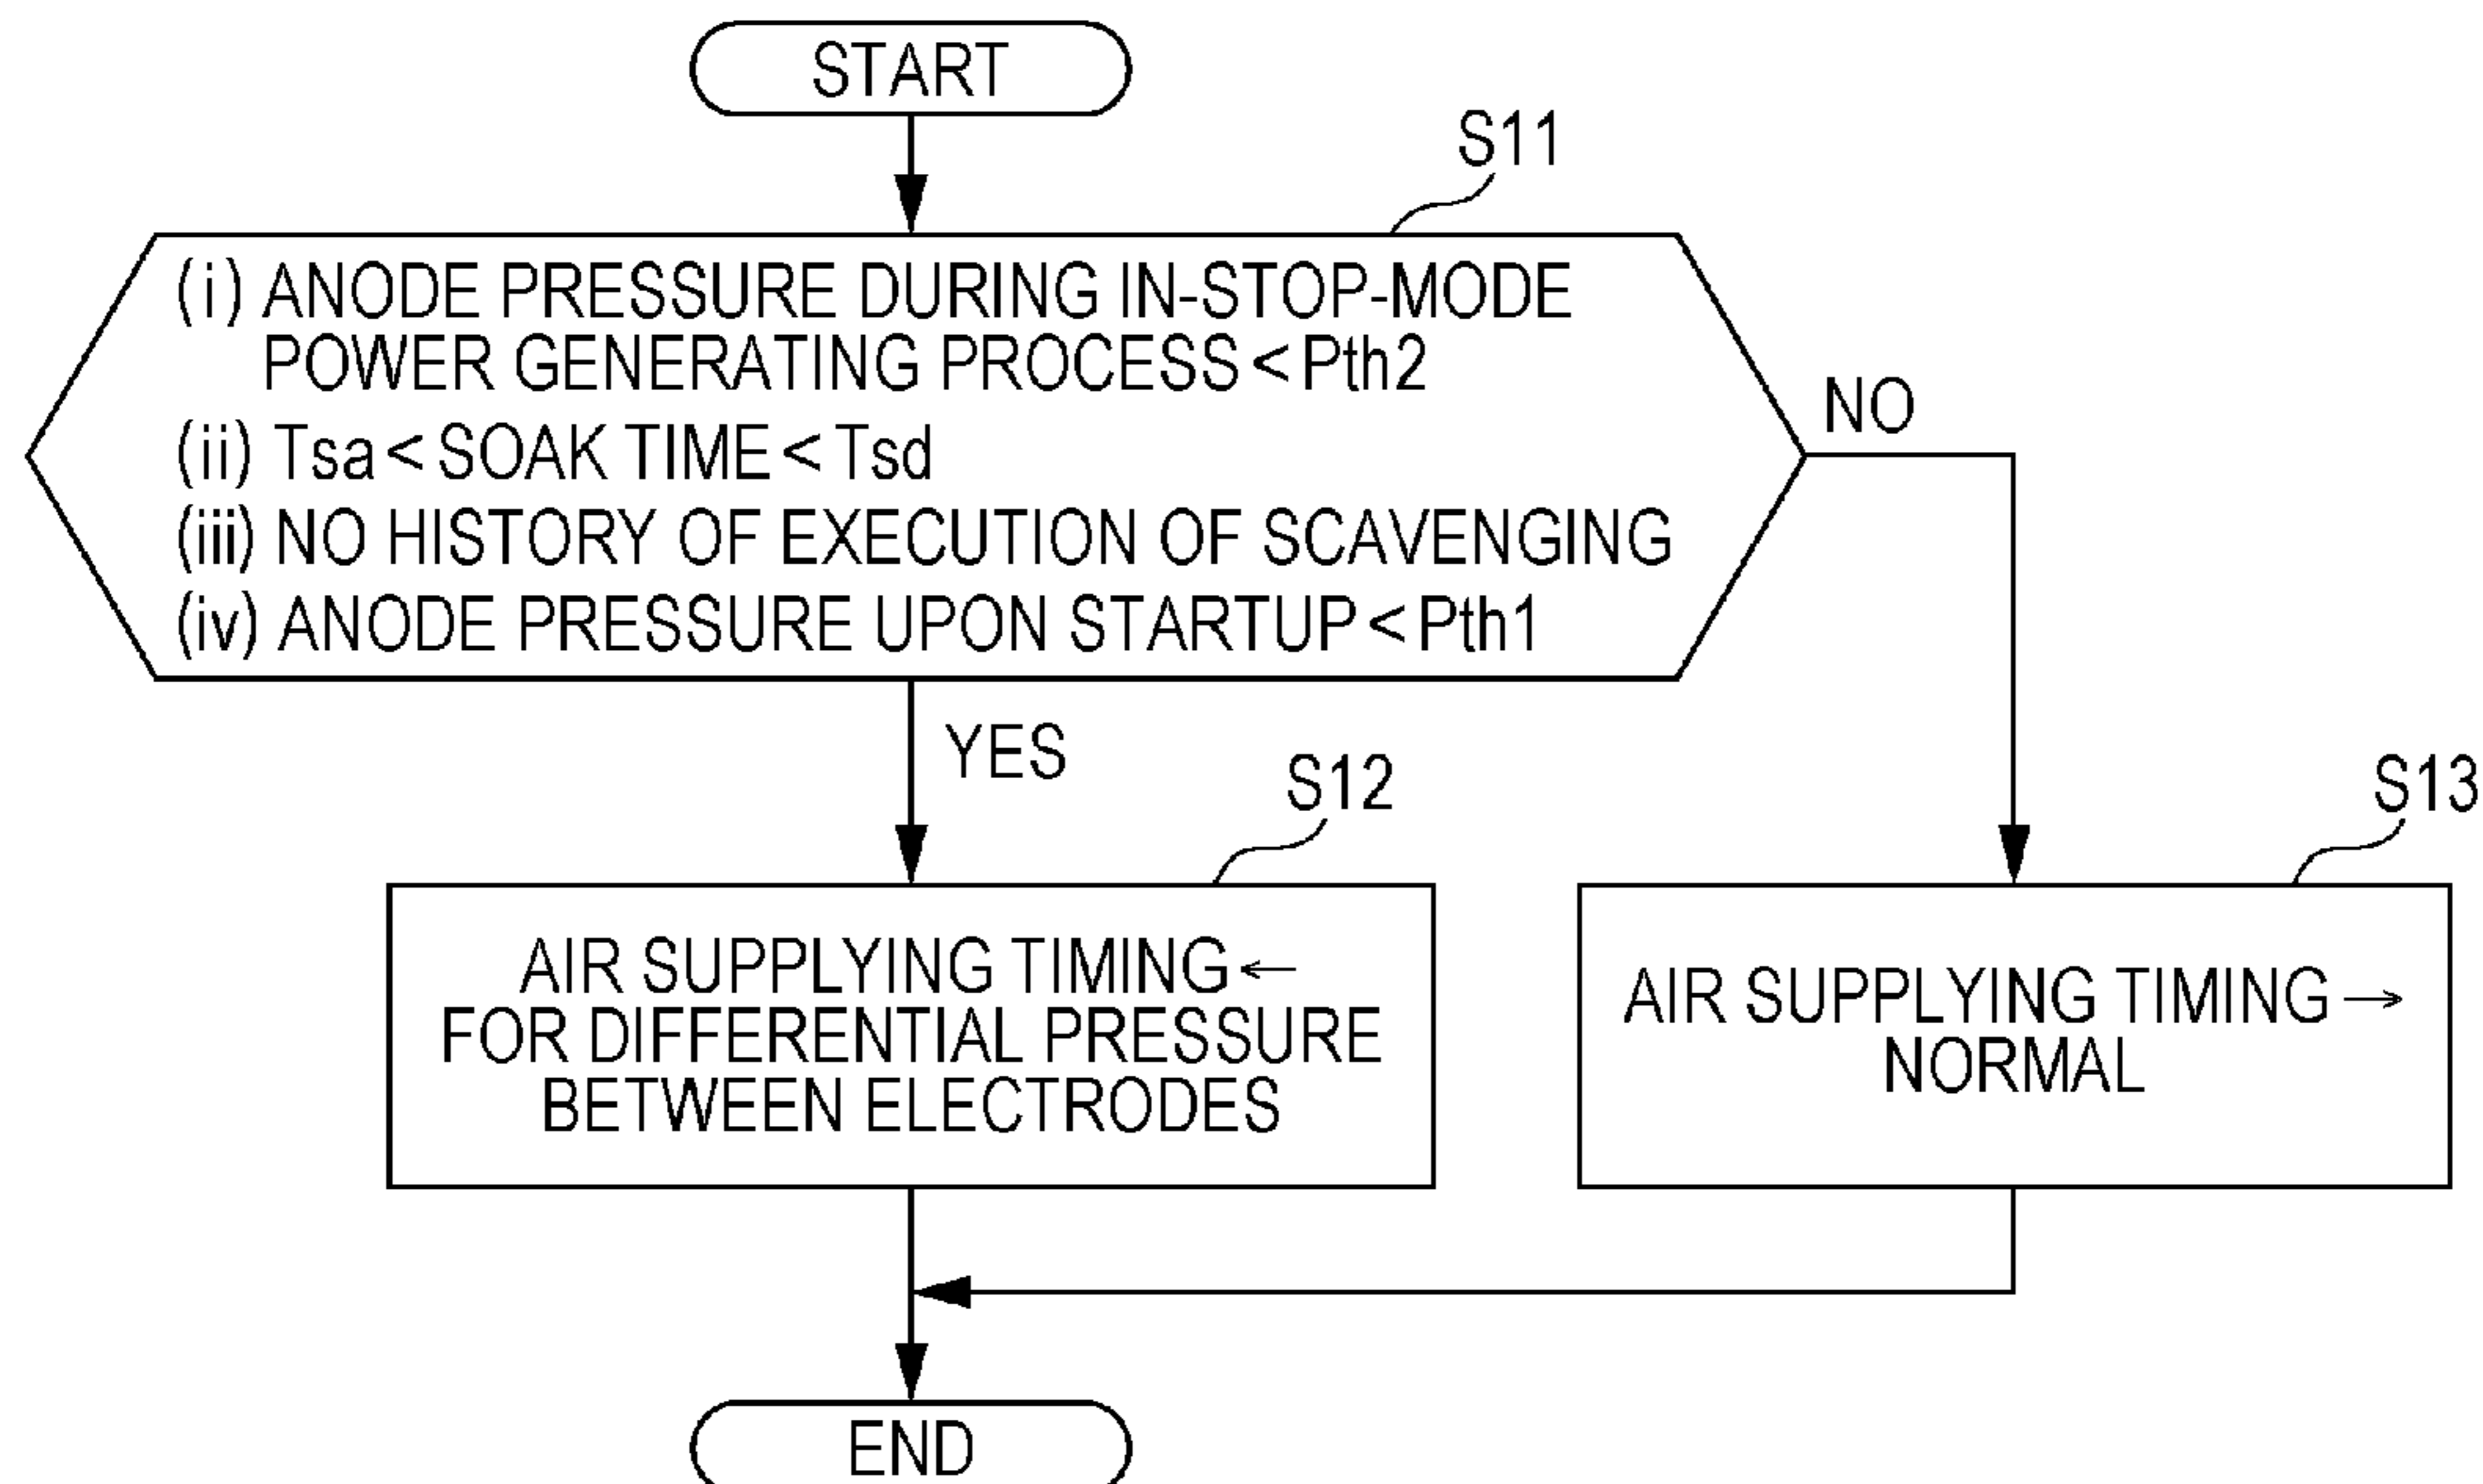 START
S11
(i) ANODE PRESSURE DURING IN-STOP-MODE
POWER GENERATING PROCESS < Pth2
(ii) Tsa < SOAK TIME < Tsd
(iii) NO HISTORY OF EXECUTION OF SCAVENGING
(iv) ANODE PRESSURE UPON STARTUP < Pth1
NO
YES
S12
S13
AIR SUPPLYING TIMING ←
FOR DIFFERENTIAL PRESSURE
BETWEEN ELECTRODES
AIR SUPPLYING TIMING →
NORMAL
END